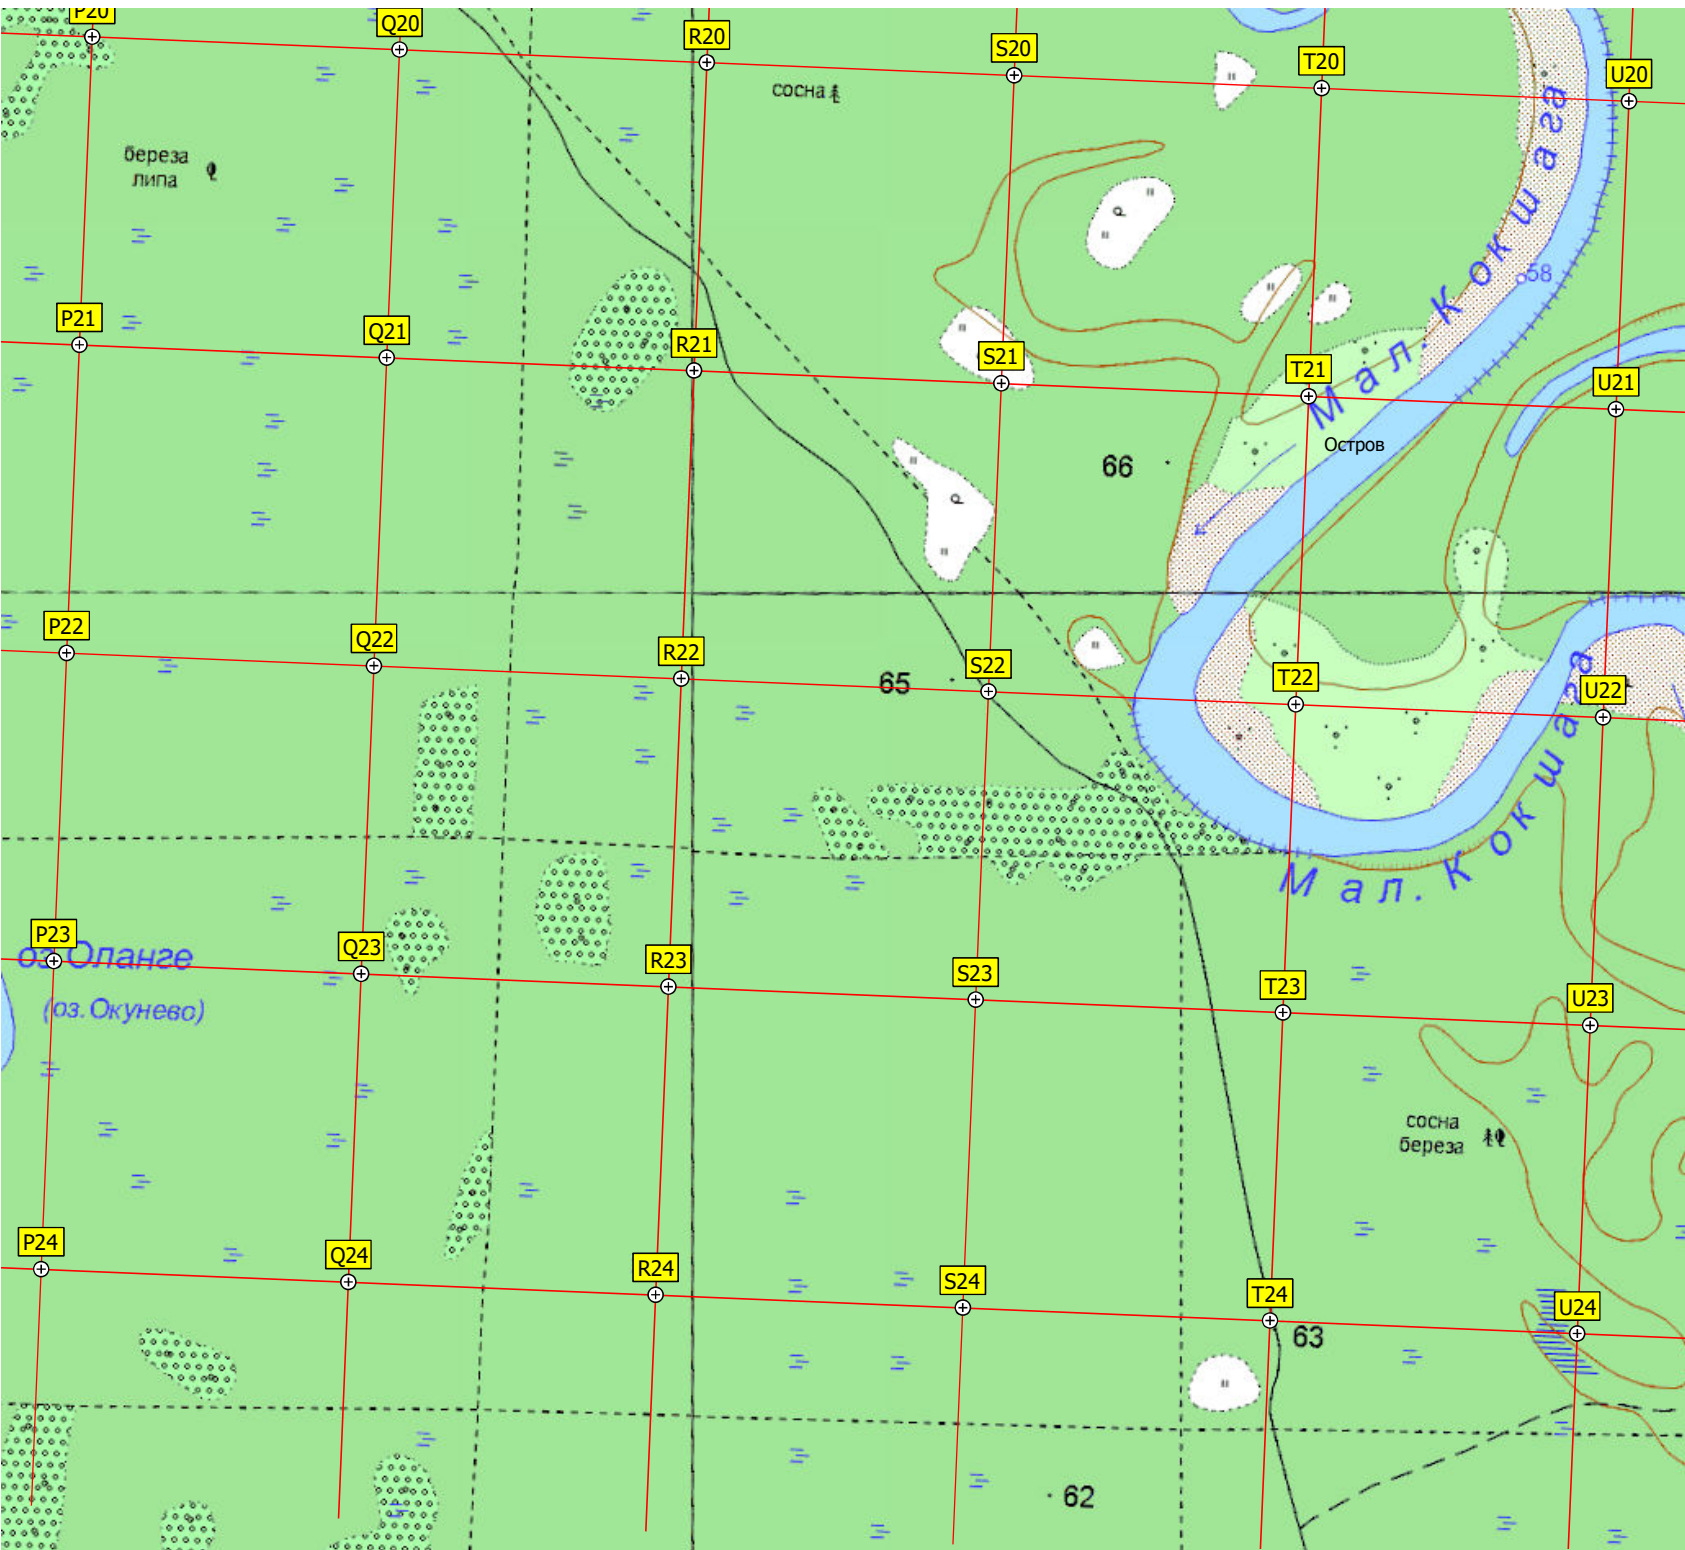 P20
Q20
R20
S20
T20
U20
сосна
береза
липа
Мал. Кокшага
58
P21
Q21
R21
S21
T21
U21
Остров
66
P22
Q22
R22
S22
T22
U22
65
Мал. Кокшага
P23
Q23
R23
S23
T23
U23
оз.Оланге
(оз.Окунево)
сосна
береза
P24
Q24
R24
S24
T24
U24
63
62